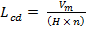 L_cd = V_m / (H × n)